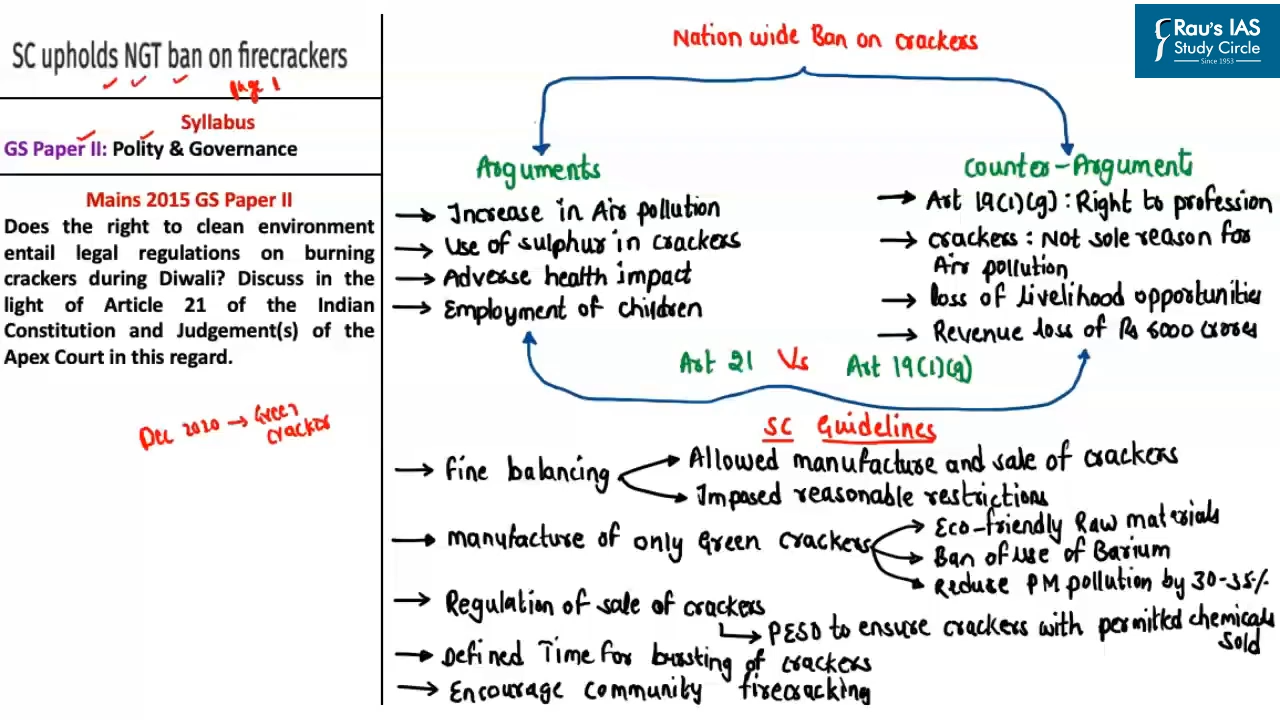 SC upholds NGT ban on firecrackers
Page 1
Syllabus
GS Paper II: Polity & Governance
Mains 2015 GS Paper II
Does the right to clean environment
entail legal regulations on burning
crackers during Diwali? Discuss in the
light of Article 21 of the Indian
Constitution and Judgement(s) of the
Apex Court in this regard.
Dec 2020 → Green
crackers
Rau's IAS
Study Circle
Since 1953
Nation wide Ban on crackers
Arguments
→ Increase in Air pollution
→ Use of sulphur in crackers
→ Adverse health impact
→ Employment of children
Counter-Argument
→ Art 19(1)(g): Right to profession
→ crackers: Not sole reason for
Air pollution
→ loss of livelihood opportunities
→ Revenue loss of Rs 6000 crores
Art 21 Vs Art 19(1)(g)
SC Guidelines
→ Fine balancing
→ Allowed manufacture and sale of crackers
→ Imposed reasonable restrictions
→ manufacture of only Green crackers
→ Eco-friendly Raw materials
→ Ban of use of Barium
→ Reduce PM pollution by 30-35%
→ Regulation of sale of crackers
→ PESO to ensure crackers with permitted chemicals
sold
→ Defined Time for bursting of crackers
→ Encourage community firecracking